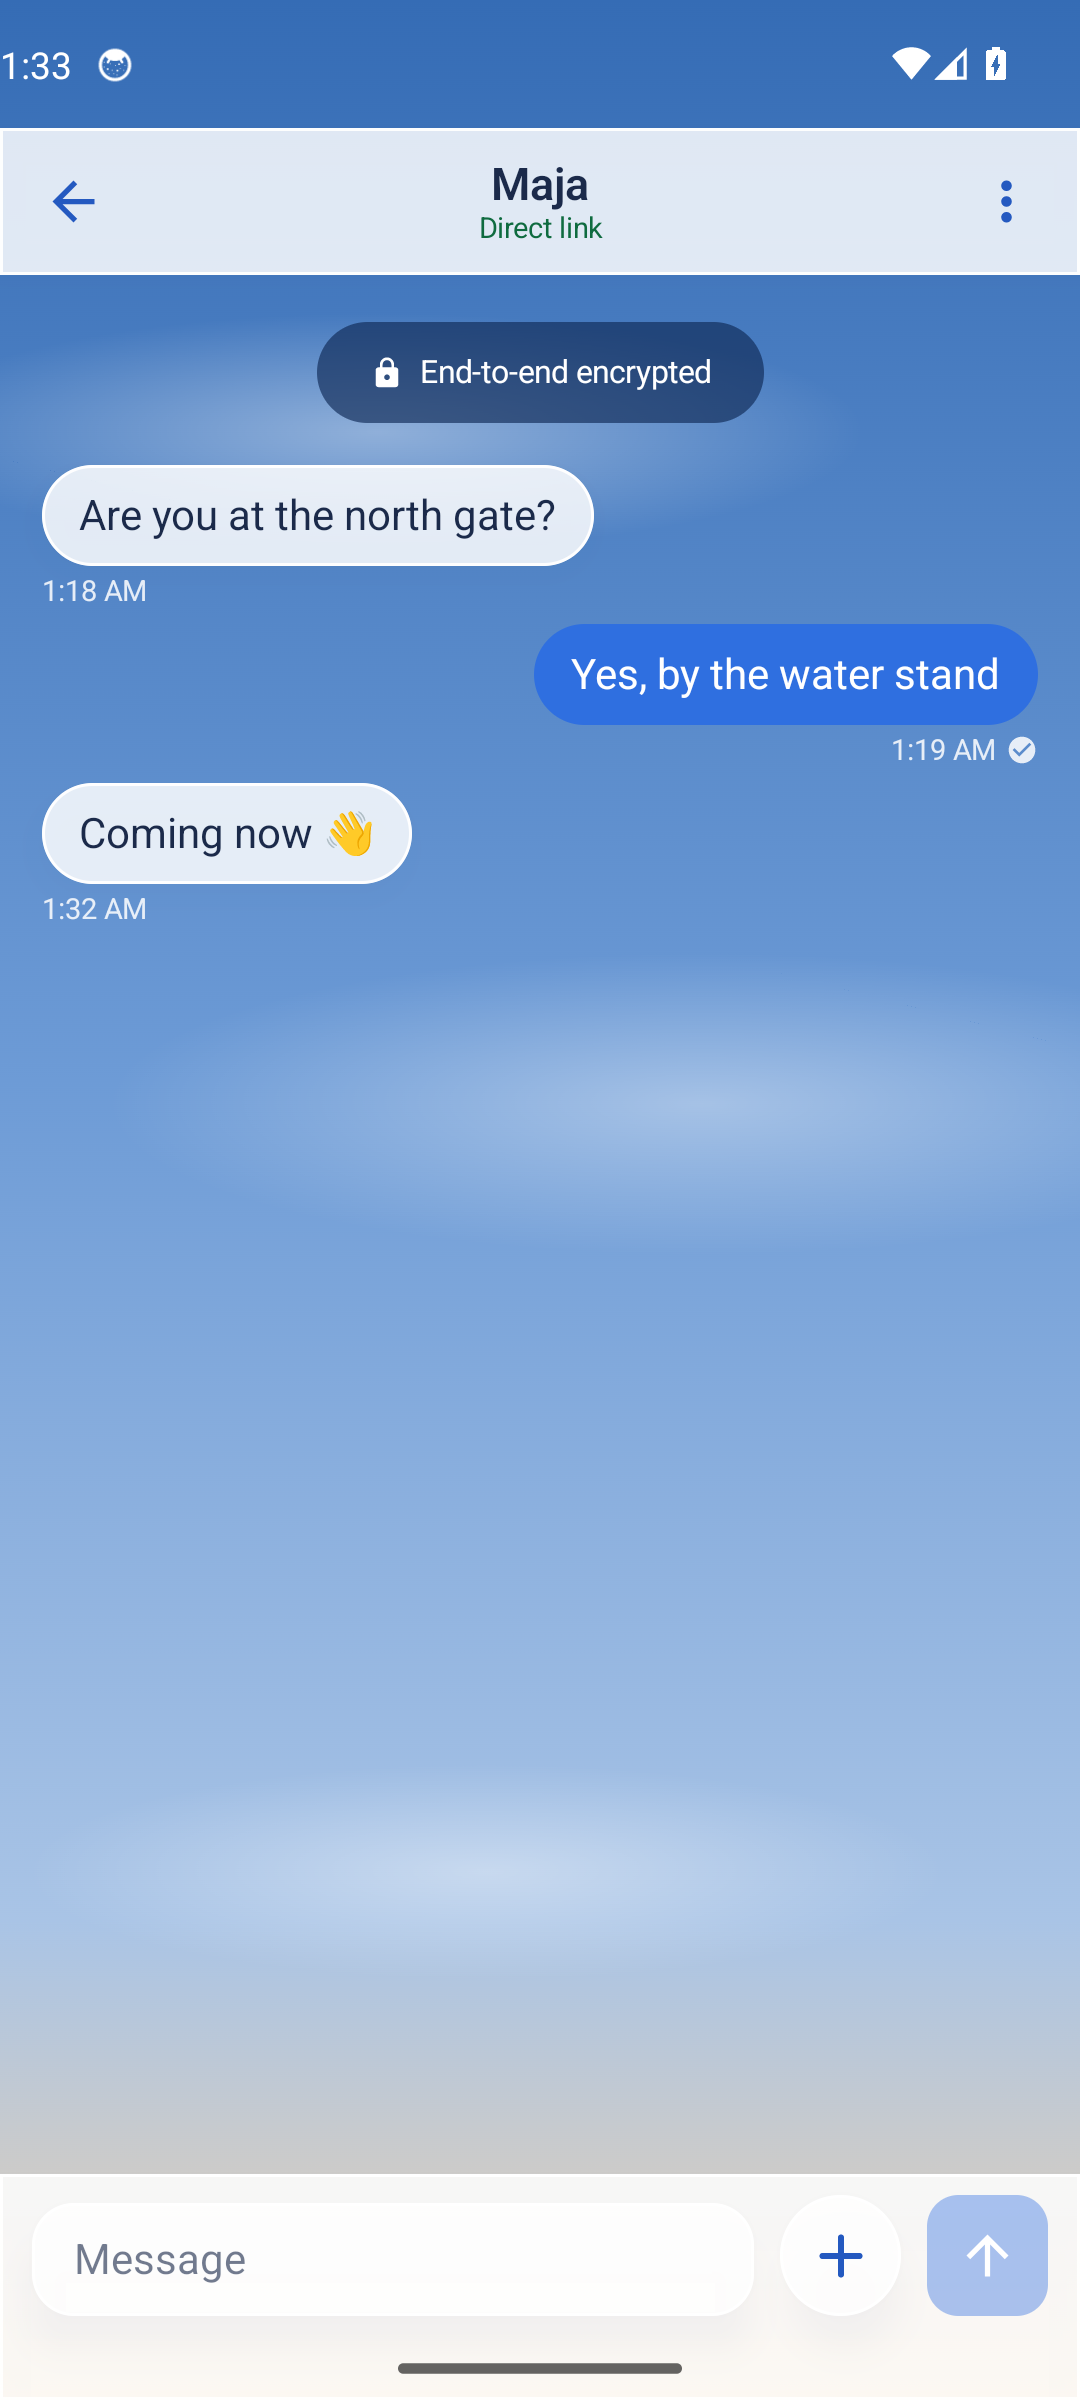 1:33
Maja
Direct link
End-to-end encrypted
Are you at the north gate?
1:18 AM
Yes, by the water stand
1:19 AM
Coming now 👋
1:32 AM
Message